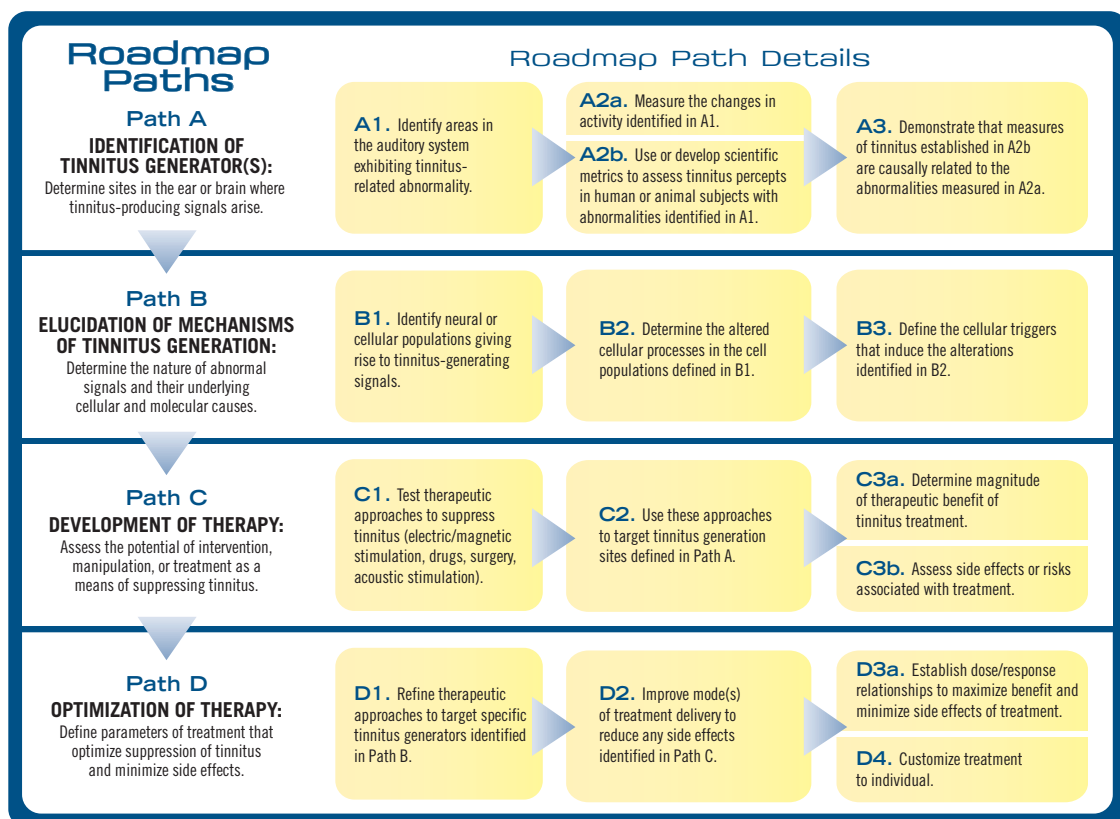 Roadmap
Paths
Roadmap Path Details
Path A
IDENTIFICATION OF
TINNITUS GENERATOR(S):
Determine sites in the ear or brain where
tinnitus-producing signals arise.
A1. Identify areas in
the auditory system
exhibiting tinnitus-
related abnormality.
A2a. Measure the changes in
activity identified in A1.
A2b. Use or develop scientific
metrics to assess tinnitus percepts
in human or animal subjects with
abnormalities identified in A1.
A3. Demonstrate that measures
of tinnitus established in A2b
are causally related to the
abnormalities measured in A2a.
Path B
ELUCIDATION OF MECHANISMS
OF TINNITUS GENERATION:
Determine the nature of abnormal
signals and their underlying
cellular and molecular causes.
B1. Identify neural or
cellular populations giving
rise to tinnitus-generating
signals.
B2. Determine the altered
cellular processes in the cell
populations defined in B1.
B3. Define the cellular triggers
that induce the alterations
identified in B2.
Path C
DEVELOPMENT OF THERAPY:
Assess the potential of intervention,
manipulation, or treatment as a
means of suppressing tinnitus.
C1. Test therapeutic
approaches to suppress
tinnitus (electric/magnetic
stimulation, drugs, surgery,
acoustic stimulation).
C2. Use these approaches
to target tinnitus generation
sites defined in Path A.
C3a. Determine magnitude
of therapeutic benefit of
tinnitus treatment.
C3b. Assess side effects or risks
associated with treatment.
Path D
OPTIMIZATION OF THERAPY:
Define parameters of treatment that
optimize suppression of tinnitus
and minimize side effects.
D1. Refine therapeutic
approaches to target specific
tinnitus generators identified
in Path B.
D2. Improve mode(s)
of treatment delivery to
reduce any side effects
identified in Path C.
D3a. Establish dose/response
relationships to maximize benefit and
minimize side effects of treatment.
D4. Customize treatment
to individual.